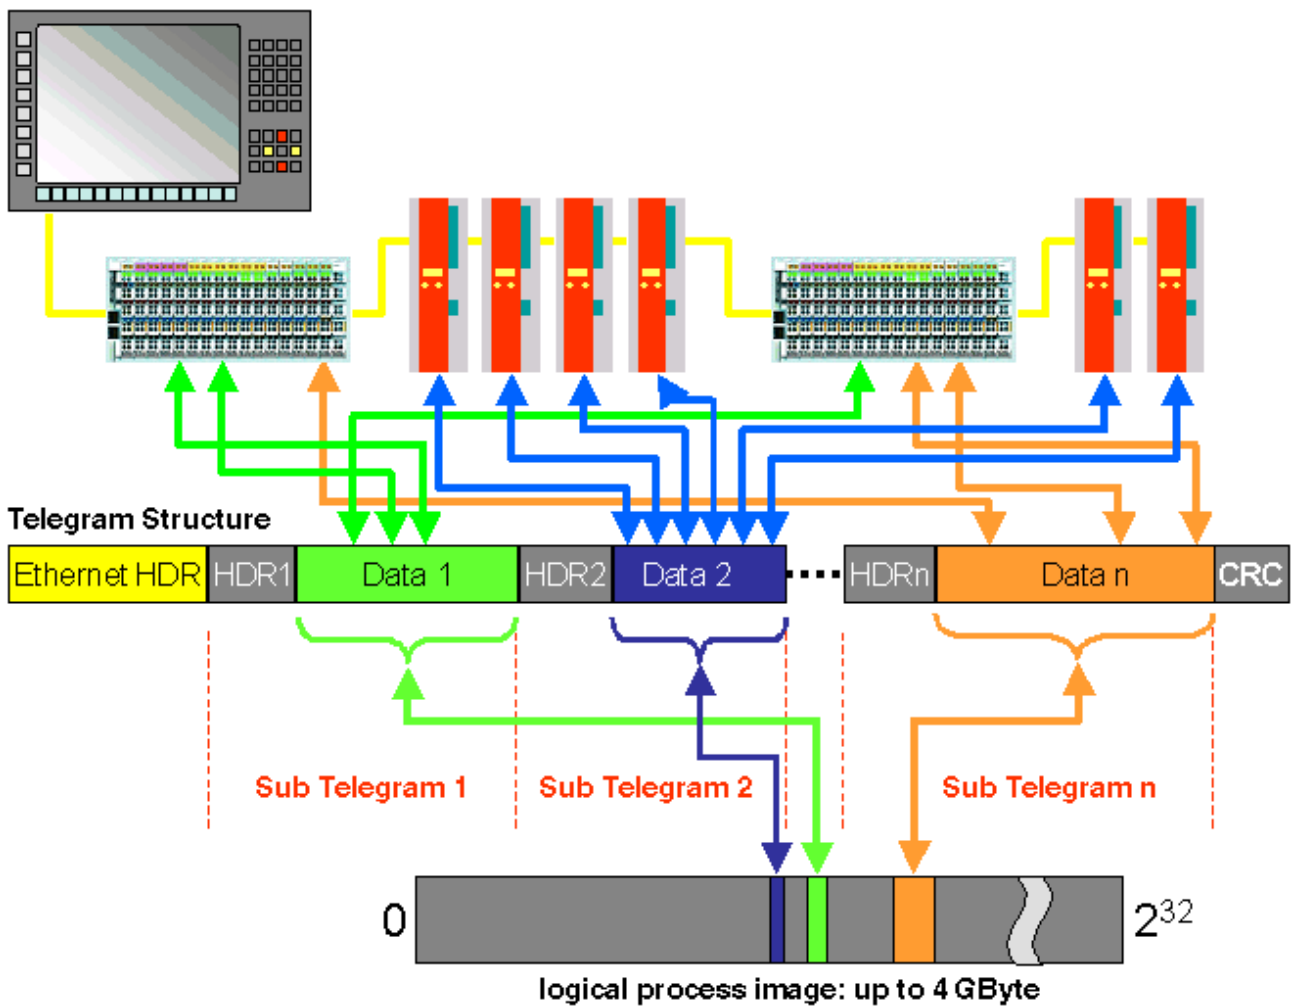 Telegram Structure
Ethernet HDR HDR1 Data 1 HDR2 Data 2 HDRn Data n CRC
Sub Telegram 1 Sub Telegram 2 Sub Telegram n
0 2³²
logical process image: up to 4 GByte